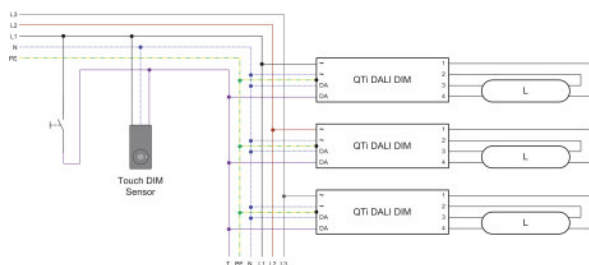 L3
L2
L1
N
PE
~
~
DA
DA
QTi DALI DIM
1
2
3
4
L
~
~
DA
DA
QTi DALI DIM
1
2
3
4
L
Touch DIM
Sensor
~
~
DA
DA
QTi DALI DIM
1
2
3
4
L
T PE N L1 L2 L3